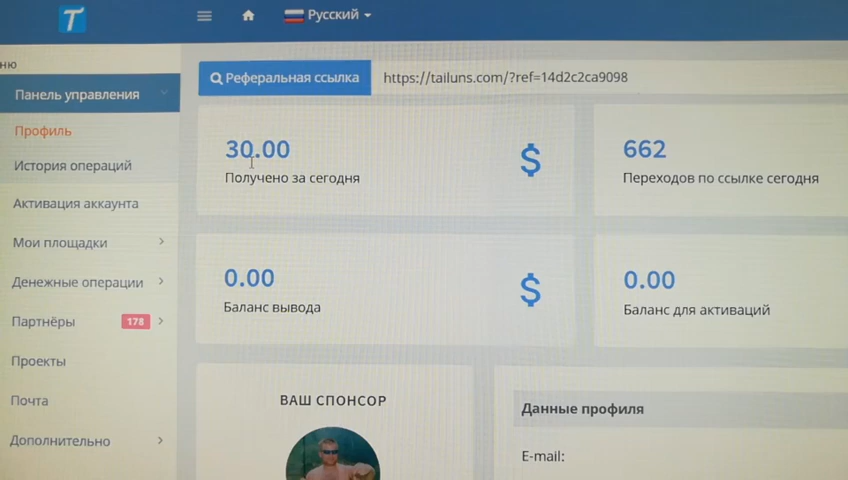 T
Русский
ню
Реферальная ссылка
https://tailuns.com/?ref=14d2c2ca9098
Панель управления
Профиль
История операций
Активация аккаунта
Мои площадки
Денежные операции
Партнёры 178
Проекты
Почта
Дополнительно
30.00
Получено за сегодня
$
662
Переходов по ссылке сегодня
0.00
Баланс вывода
$
0.00
Баланс для активаций
ВАШ СПОНСОР
Данные профиля
E-mail: